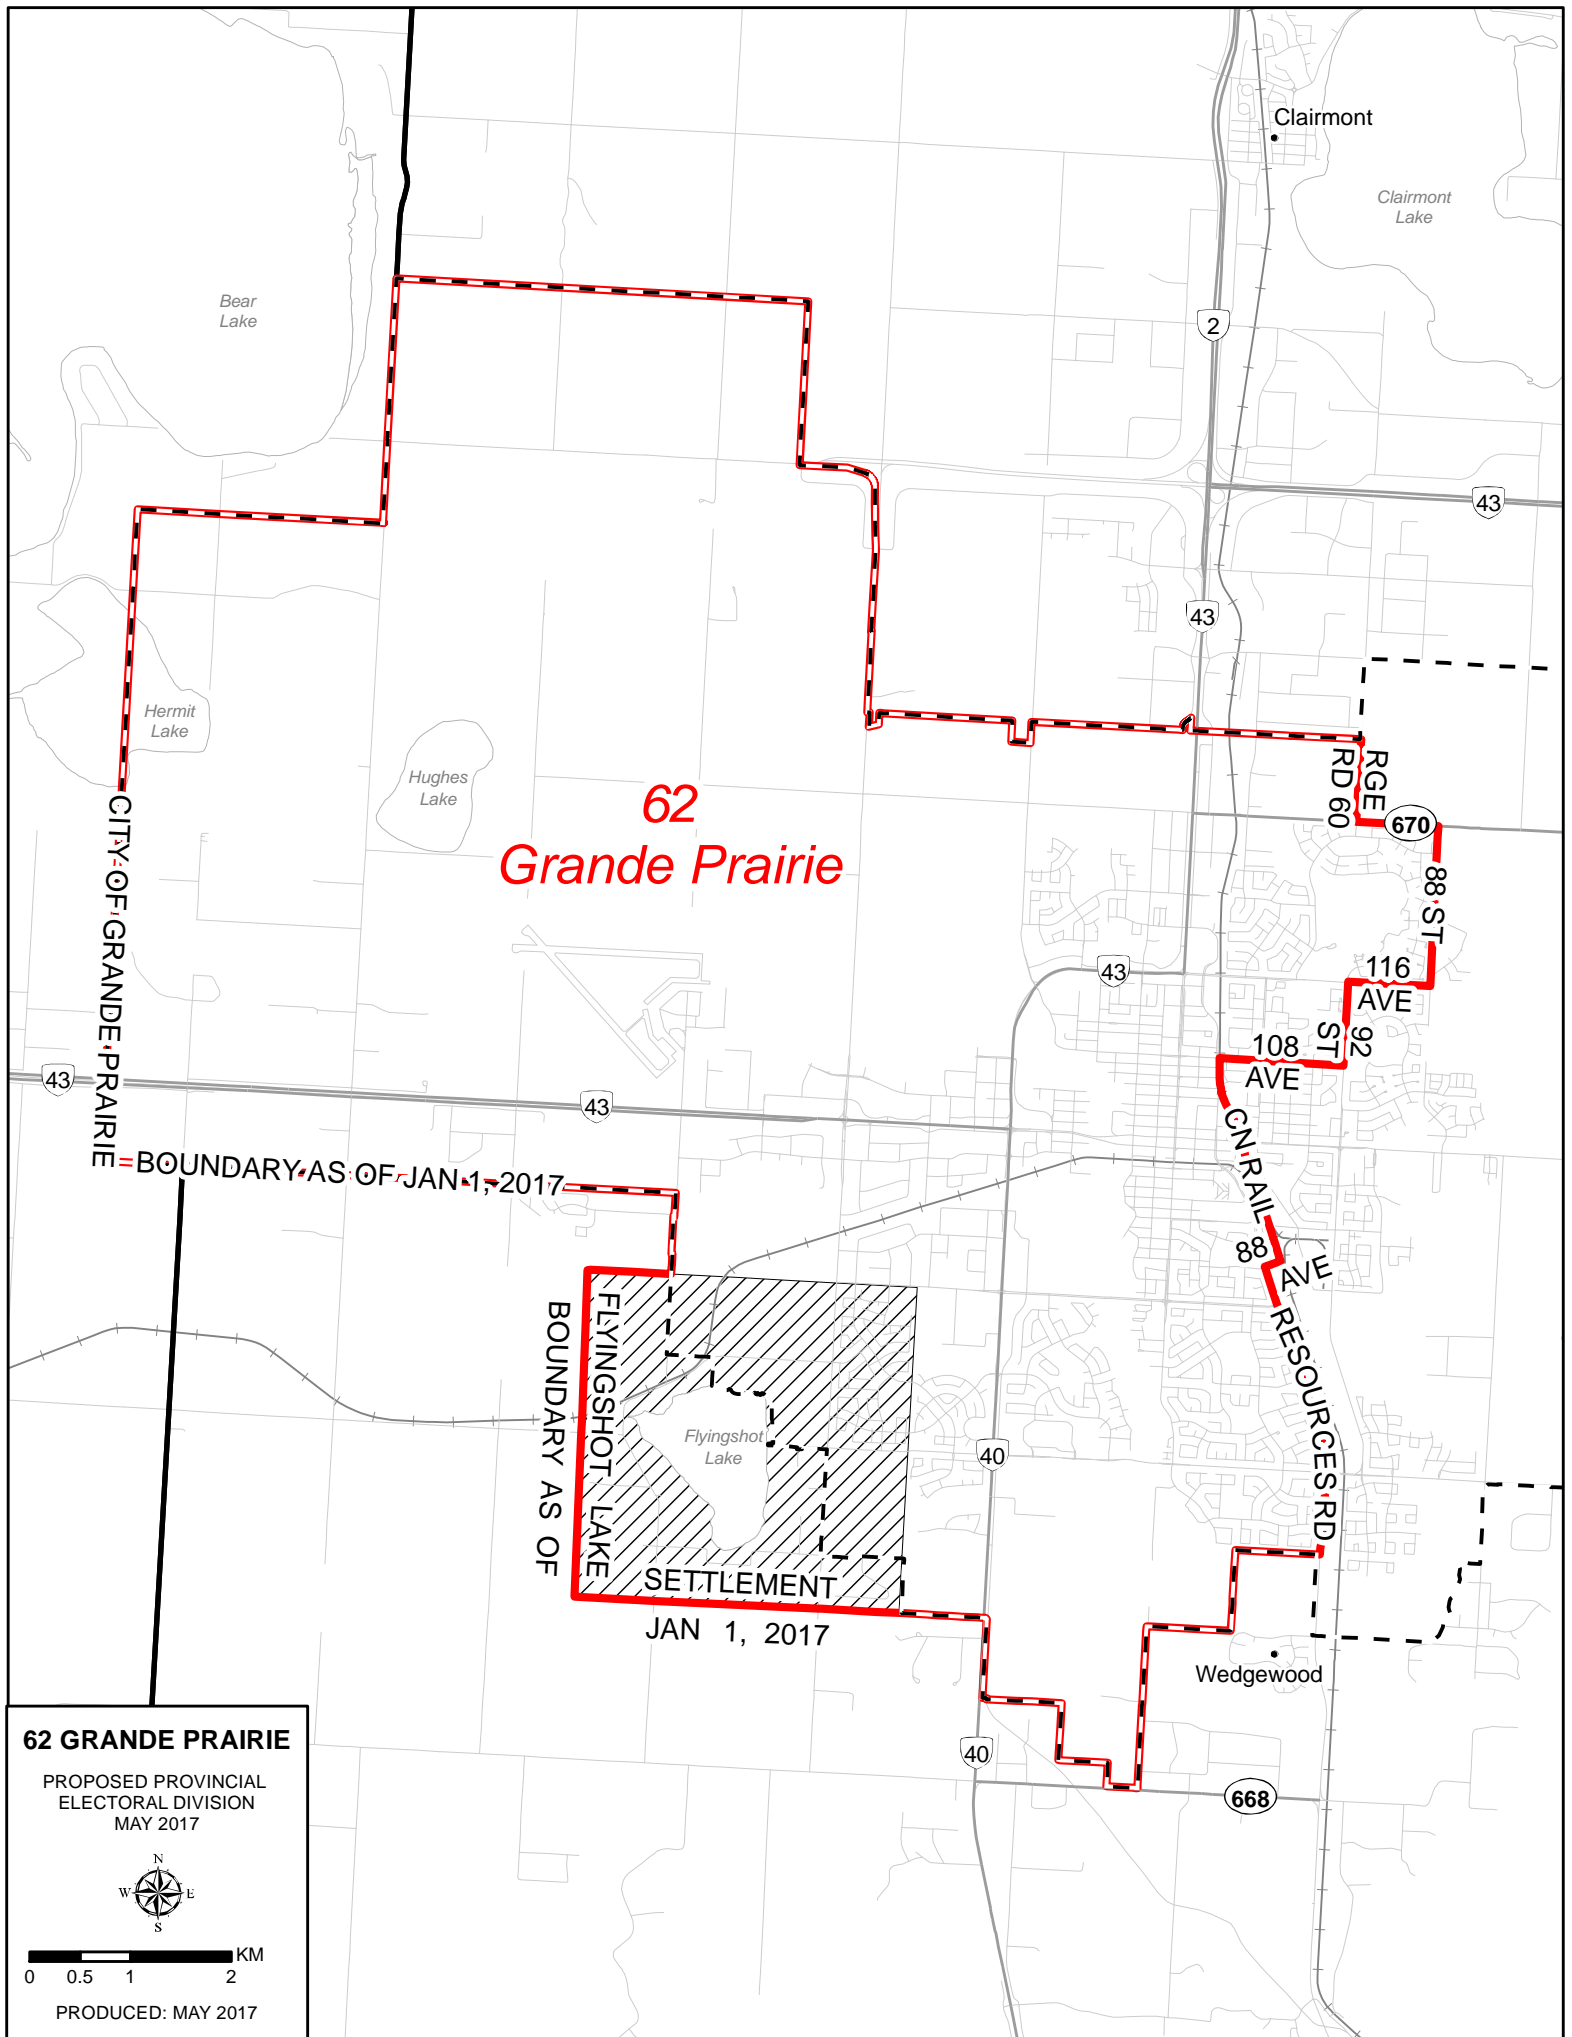 Clairmont
Clairmont
Lake
Bear
Lake
2
43
43
Hermit
Lake
Hughes
Lake
62
Grande Prairie
RGE
RD 60
670
88 ST
116
AVE
92
ST
108
AVE
43
43
43
CITY OF GRANDE PRAIRIE
BOUNDARY AS OF JAN 1, 2017
CN RAIL
88
AVE
RESOURCES RD
FLYINGSHOT LAKE
BOUNDARY AS OF
Flyingshot
Lake
SETTLEMENT
JAN 1, 2017
40
Wedgewood
40
668
62 GRANDE PRAIRIE
PROPOSED PROVINCIAL
ELECTORAL DIVISION
MAY 2017
N
W E
S
KM
0 0.5 1 2
PRODUCED: MAY 2017